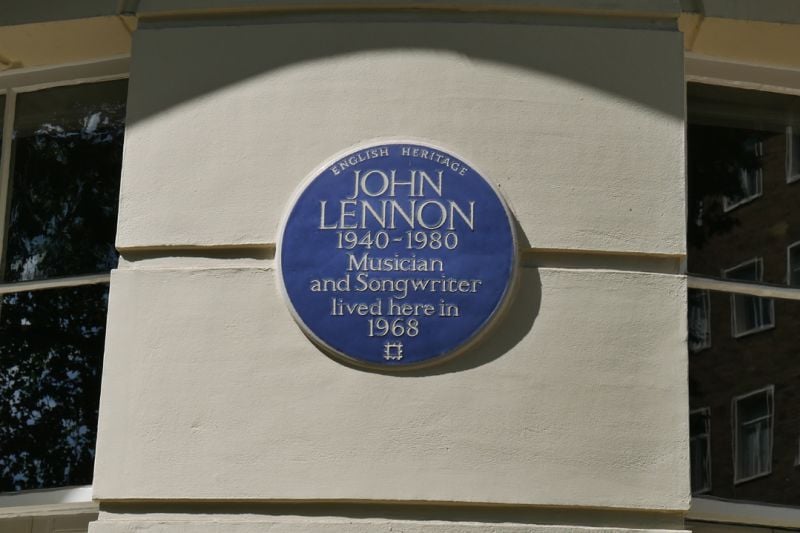 ENGLISH HERITAGE
JOHN
LENNON
1940-1980
Musician
and Songwriter
lived here in
1968